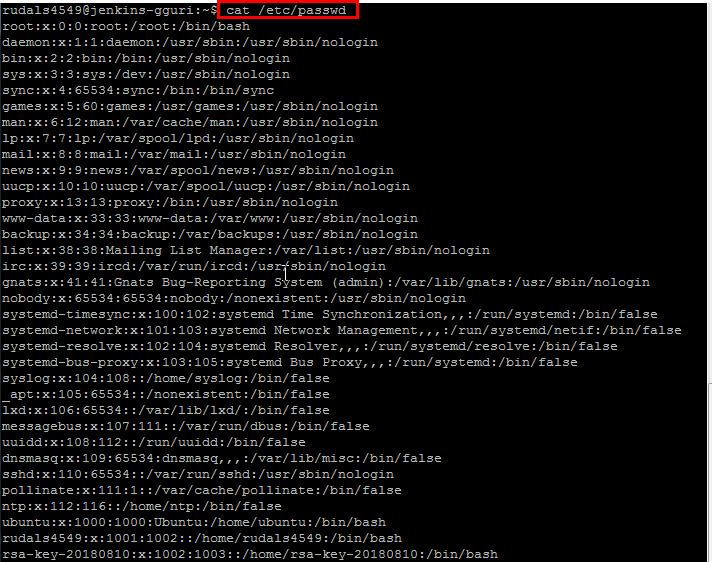 rudals4549@jenkins-gguri:~$ cat /etc/passwd
root:x:0:0:root:/root:/bin/bash
daemon:x:1:1:daemon:/usr/sbin:/usr/sbin/nologin
bin:x:2:2:bin:/bin:/usr/sbin/nologin
sys:x:3:3:sys:/dev:/usr/sbin/nologin
sync:x:4:65534:sync:/bin:/bin/sync
games:x:5:60:games:/usr/games:/usr/sbin/nologin
man:x:6:12:man:/var/cache/man:/usr/sbin/nologin
lp:x:7:7:lp:/var/spool/lpd:/usr/sbin/nologin
mail:x:8:8:mail:/var/mail:/usr/sbin/nologin
news:x:9:9:news:/var/spool/news:/usr/sbin/nologin
uucp:x:10:10:uucp:/var/spool/uucp:/usr/sbin/nologin
proxy:x:13:13:proxy:/bin:/usr/sbin/nologin
www-data:x:33:33:www-data:/var/www:/usr/sbin/nologin
backup:x:34:34:backup:/var/backups:/usr/sbin/nologin
list:x:38:38:Mailing List Manager:/var/list:/usr/sbin/nologin
irc:x:39:39:ircd:/var/run/ircd:/usr/sbin/nologin
gnats:x:41:41:Gnats Bug-Reporting System (admin):/var/lib/gnats:/usr/sbin/nologin
nobody:x:65534:65534:nobody:/nonexistent:/usr/sbin/nologin
systemd-timesync:x:100:102:systemd Time Synchronization,,,:/run/systemd:/bin/false
systemd-network:x:101:103:systemd Network Management,,,:/run/systemd/netif:/bin/false
systemd-resolve:x:102:104:systemd Resolver,,,:/run/systemd/resolve:/bin/false
systemd-bus-proxy:x:103:105:systemd Bus Proxy,,,:/run/systemd:/bin/false
syslog:x:104:108::/home/syslog:/bin/false
_apt:x:105:65534::/nonexistent:/bin/false
lxd:x:106:65534::/var/lib/lxd/:/bin/false
messagebus:x:107:111::/var/run/dbus:/bin/false
uuidd:x:108:112::/run/uuidd:/bin/false
dnsmasq:x:109:65534:dnsmasq,,,:/var/lib/misc:/bin/false
sshd:x:110:65534::/var/run/sshd:/usr/sbin/nologin
pollinate:x:111:1::/var/cache/pollinate:/bin/false
ntp:x:112:116::/home/ntp:/bin/false
ubuntu:x:1000:1000:Ubuntu:/home/ubuntu:/bin/bash
rudals4549:x:1001:1002::/home/rudals4549:/bin/bash
rsa-key-20180810:x:1002:1003::/home/rsa-key-20180810:/bin/bash